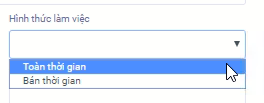 Hình thức làm việc
Toàn thời gian
Bán thời gian